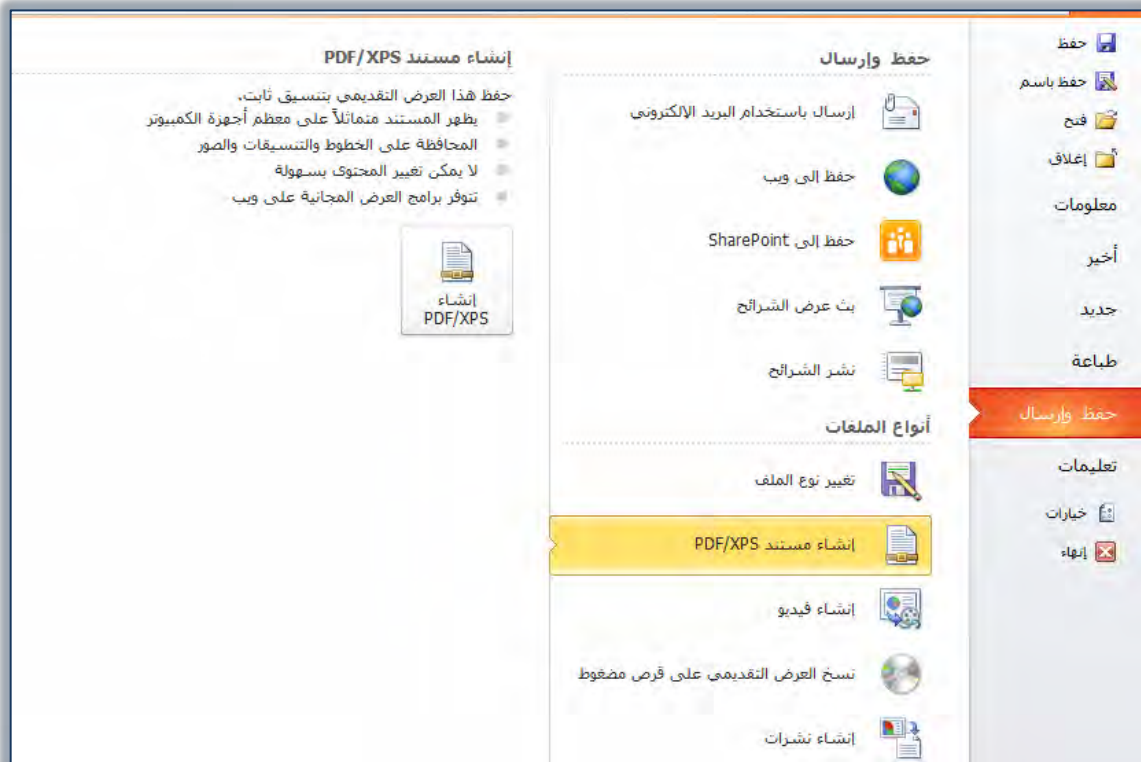 حفظ
حفظ باسم
فتح
إغلاق
معلومات
أخير
جديد
طباعة
حفظ وإرسال
تعليمات
خيارات
إنهاء
حفظ وإرسال
إرسال باستخدام البريد الإلكتروني
حفظ إلى ويب
حفظ إلى SharePoint
بث عرض الشرائح
نشر الشرائح
أنواع الملفات
تغيير نوع الملف
إنشاء مستند PDF/XPS
إنشاء فيديو
نسخ العرض التقديمي على قرص مضغوط
إنشاء نشرات
إنشاء مستند PDF/XPS
حفظ هذا العرض التقديمي بتنسيق ثابت.
يظهر المستند متماثلاً على معظم أجهزة الكمبيوتر
المحافظة على الخطوط والتنسيقات والصور
لا يمكن تغيير المحتوى بسهولة
تتوفر برامج العرض المجانية على ويب
إنشاء
PDF/XPS